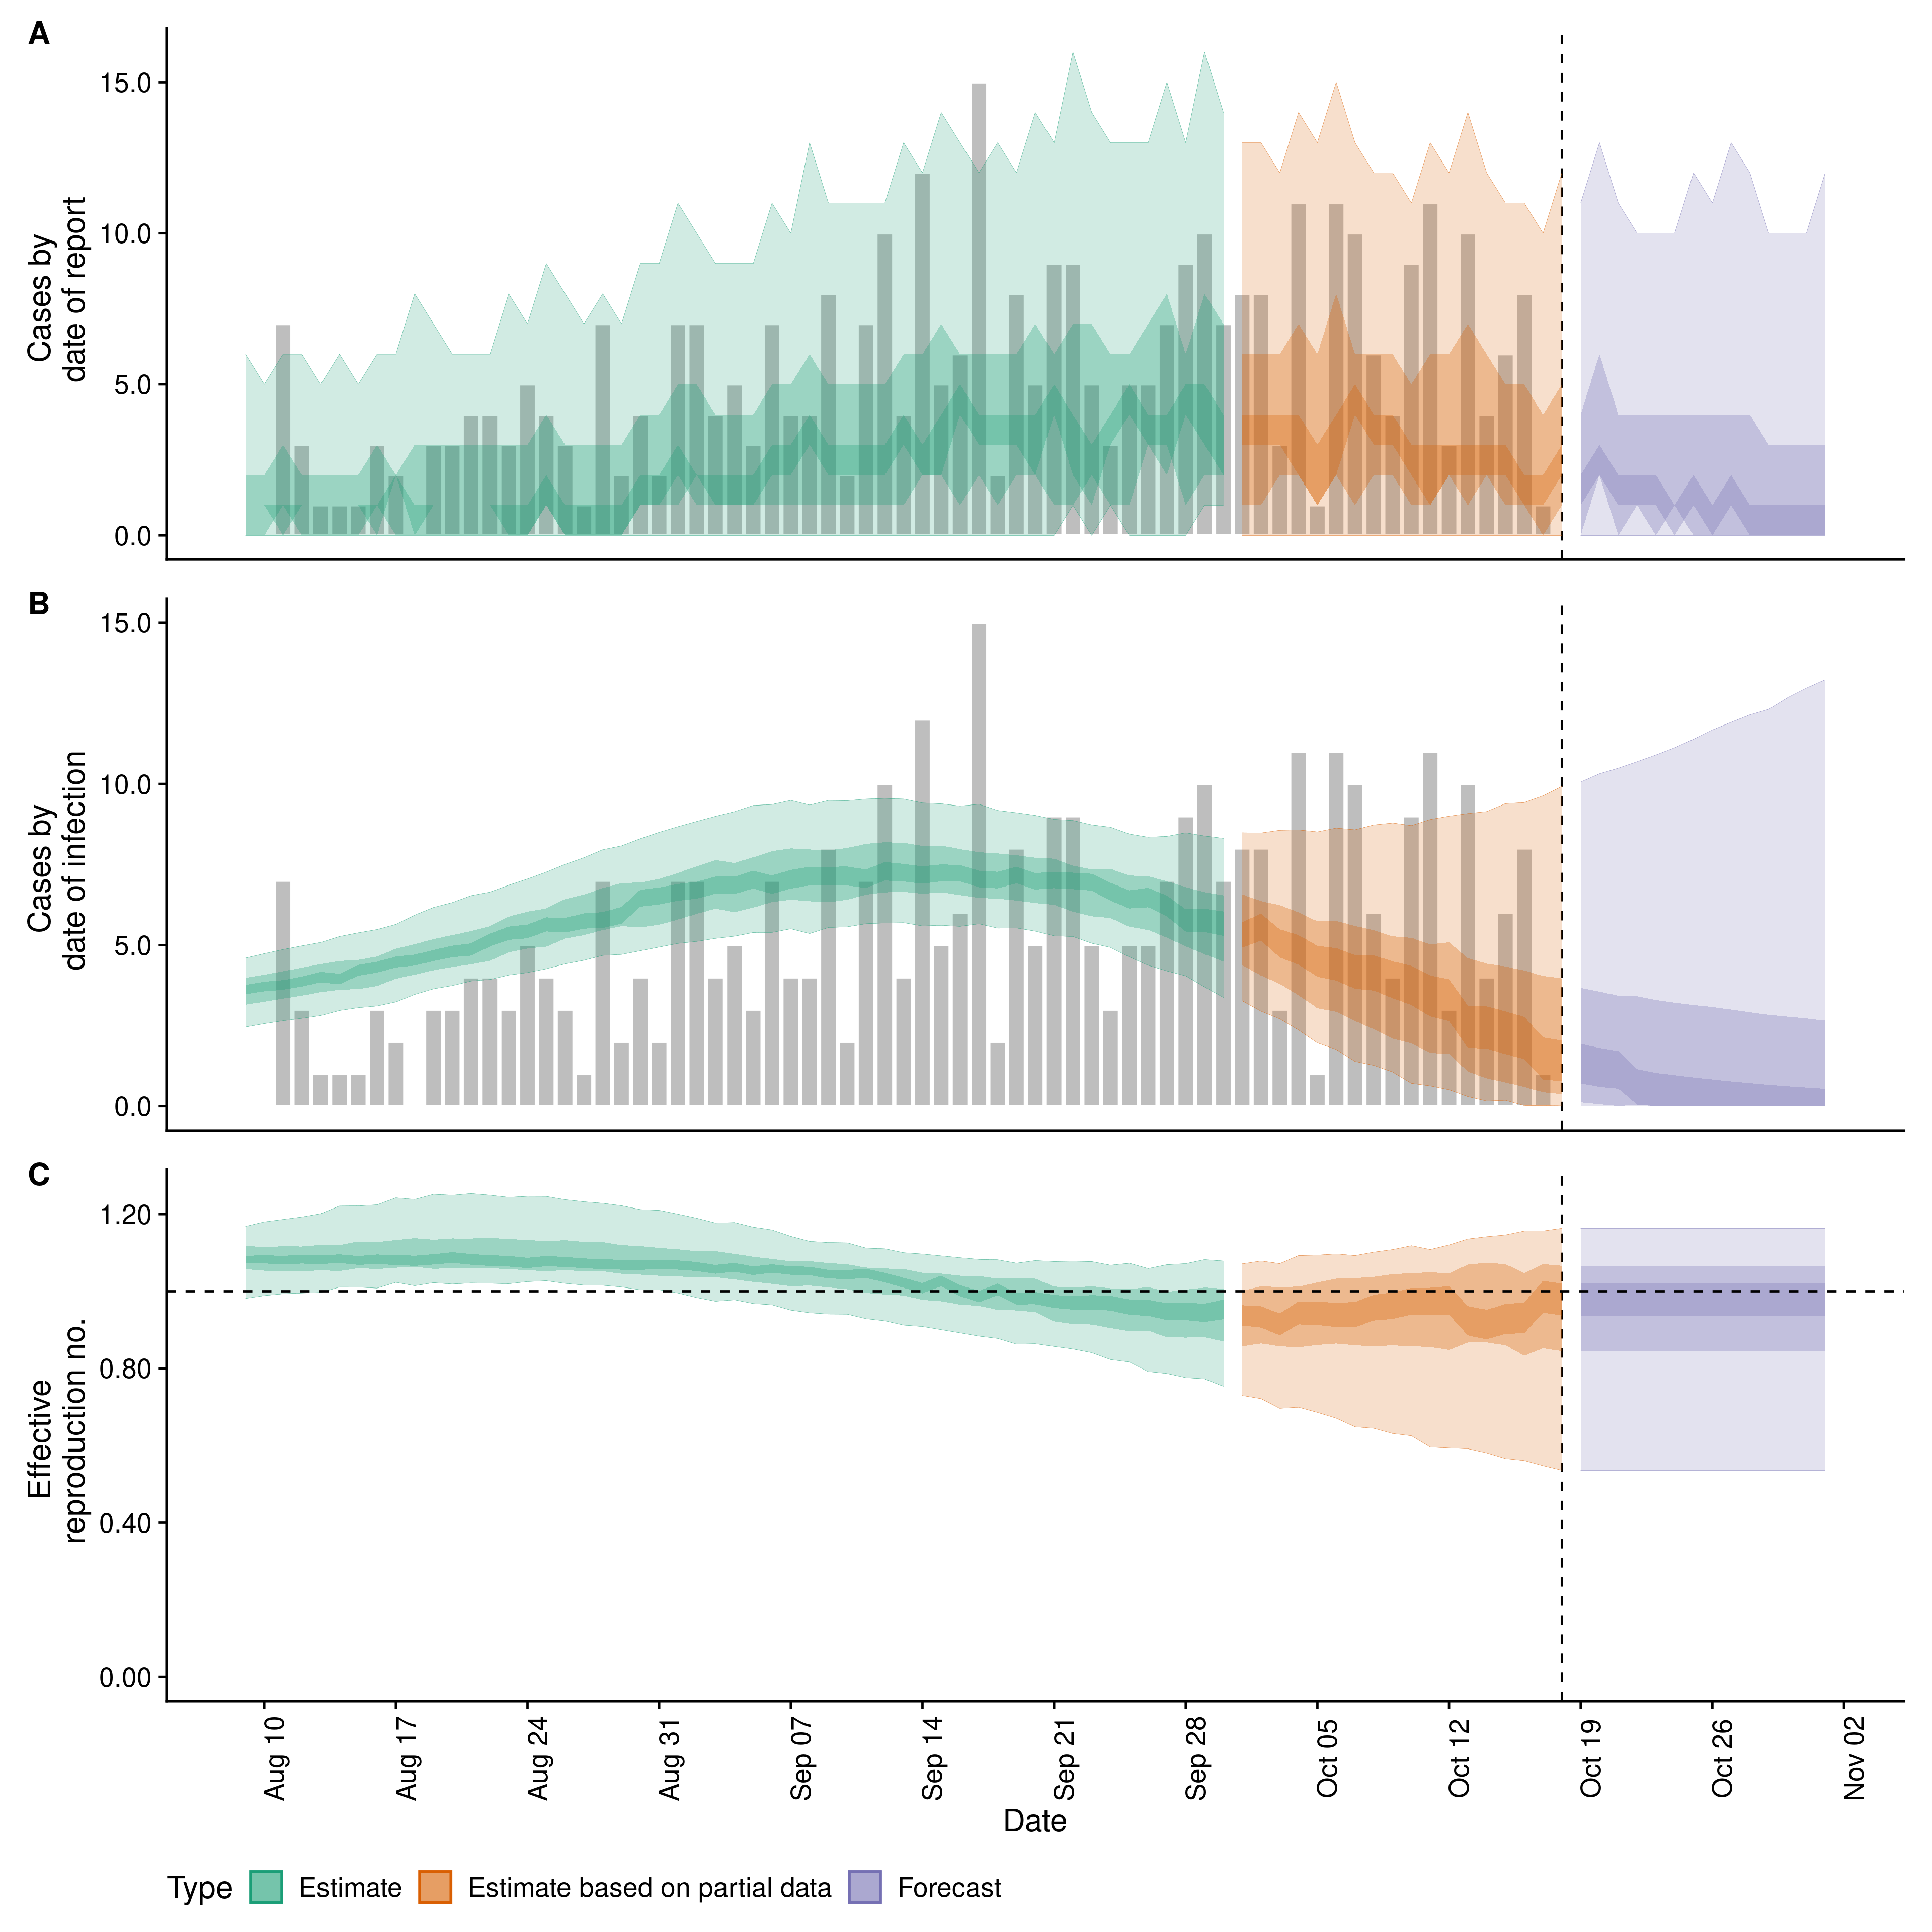 A
Cases by
date of report
15.0
10.0
5.0
0.0
B
Cases by
date of infection
15.0
10.0
5.0
0.0
C
Effective
reproduction no.
1.20
0.80
0.40
0.00
Aug 10
Aug 17
Aug 24
Aug 31
Sep 07
Sep 14
Sep 21
Sep 28
Oct 05
Oct 12
Oct 19
Oct 26
Nov 02
Date
Type Estimate Estimate based on partial data Forecast